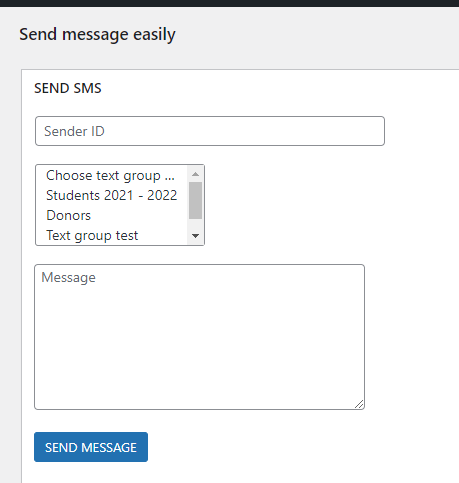 Send message easily
SEND SMS
Sender ID
Choose text group ...
Students 2021 - 2022
Donors
Text group test
Message
SEND MESSAGE